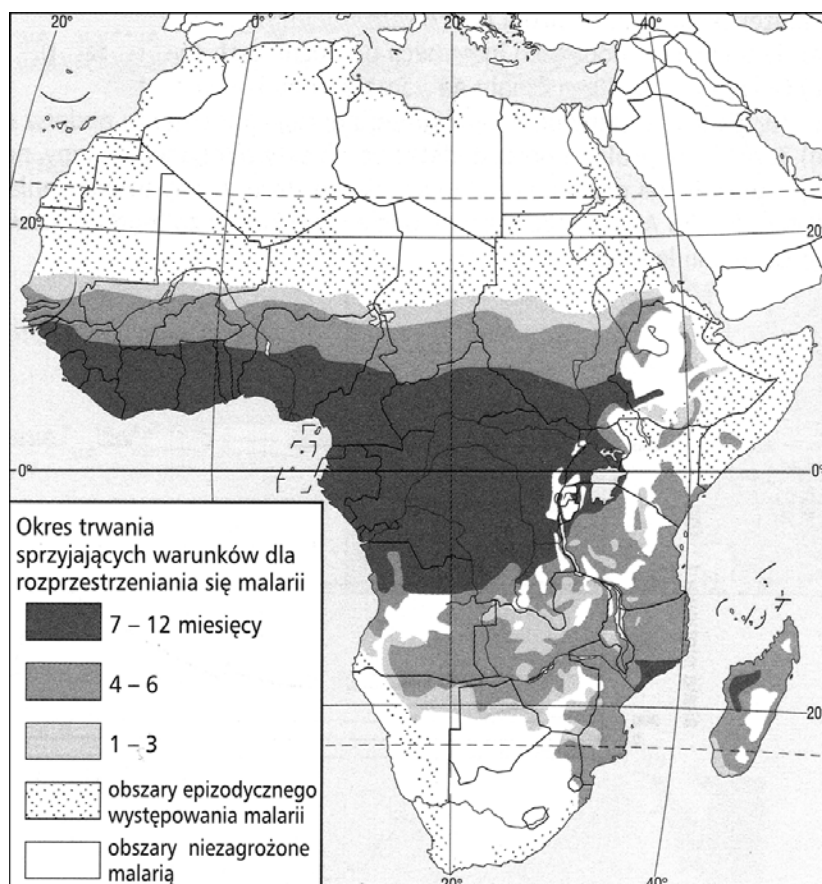 20°
0°
20°
40°
20°
20°
0°
0°
20°
20°
40°
Okres trwania
sprzyjających warunków dla
rozprzestrzeniania się malarii
7 – 12 miesięcy
4 – 6
1 – 3
obszary epizodycznego
występowania malarii
obszary niezagrożone
malarią